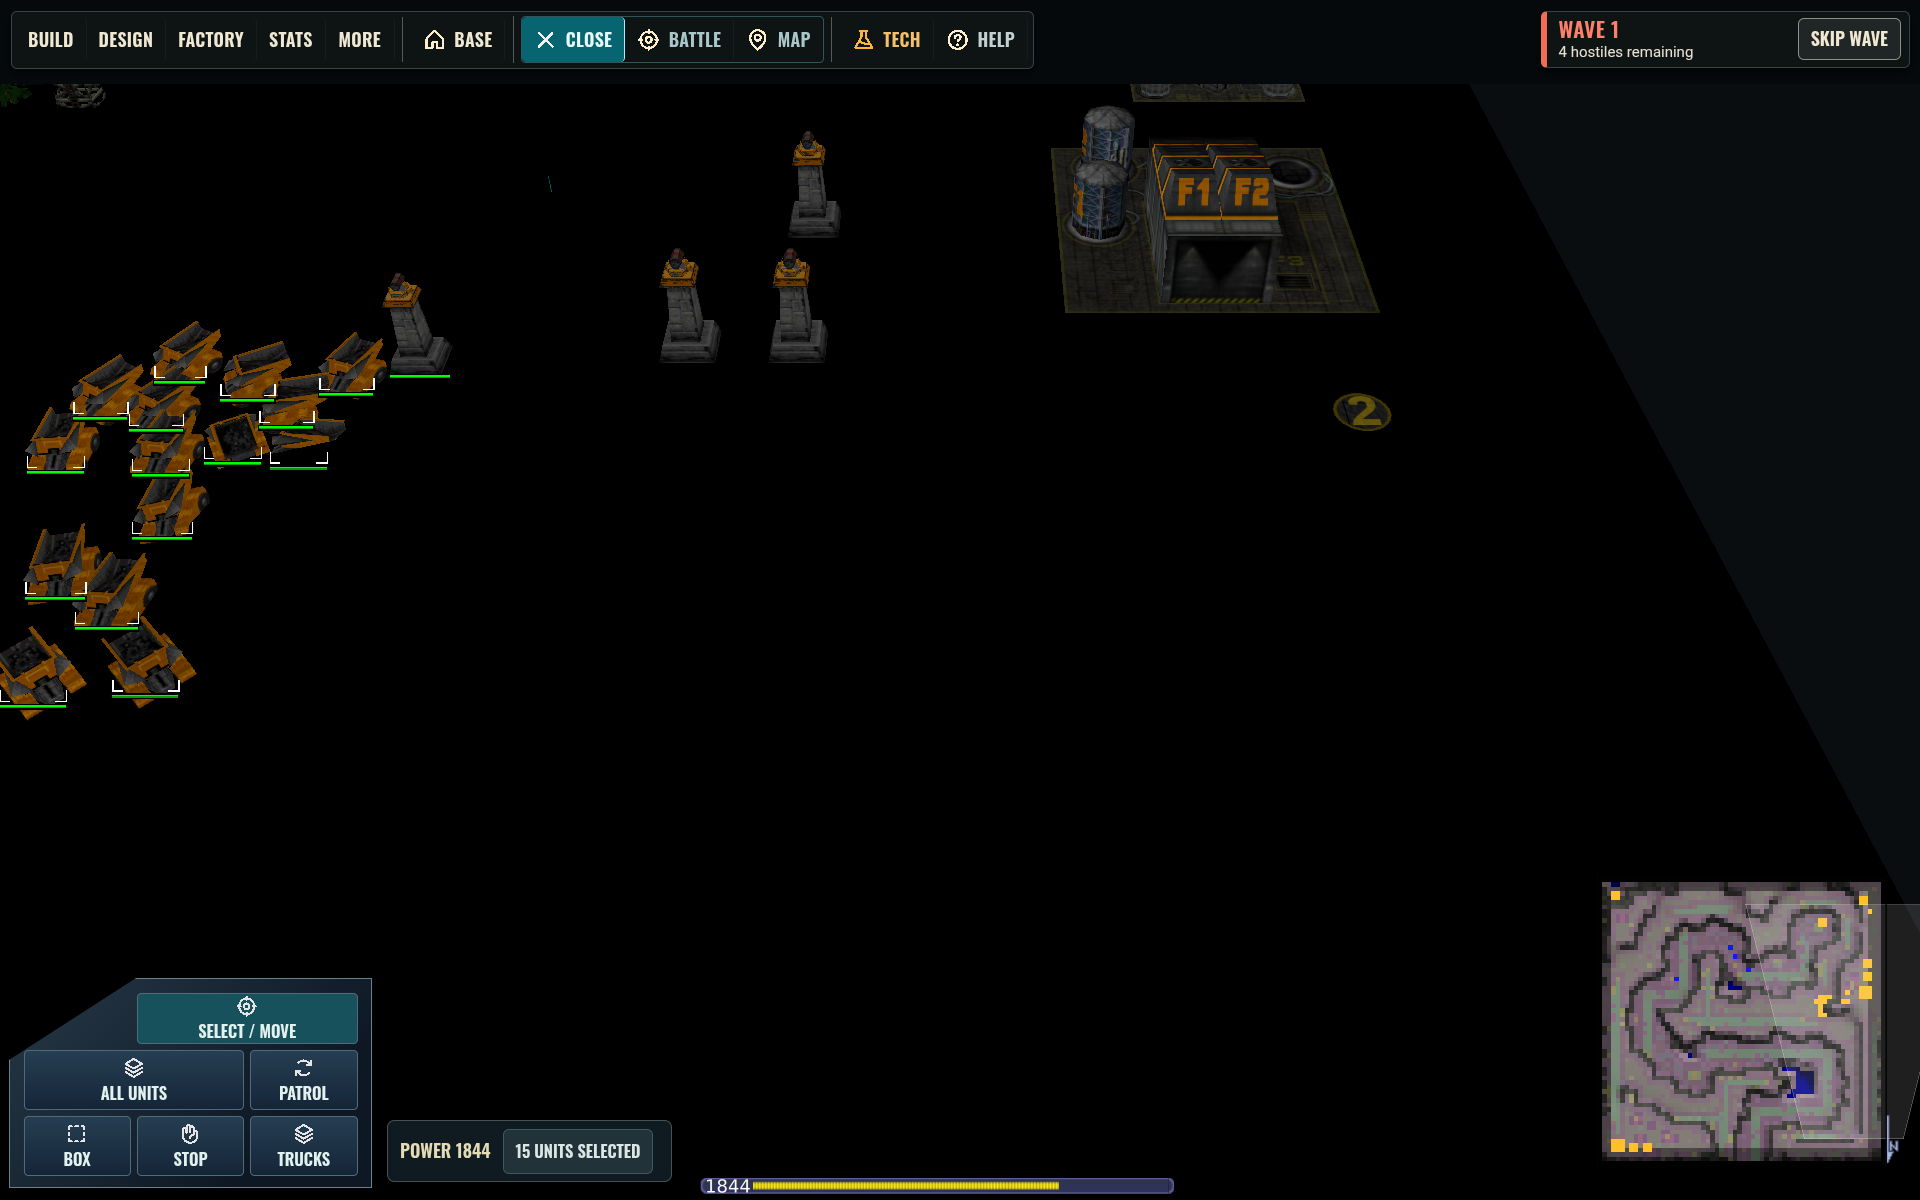 BUILD DESIGN FACTORY STATS MORE BASE CLOSE BATTLE MAP TECH HELP
WAVE 1
4 hostiles remaining
SKIP WAVE
F1 F2
F3
2
SELECT / MOVE
ALL UNITS PATROL
BOX STOP TRUCKS
POWER 1844 15 UNITS SELECTED
1844
N